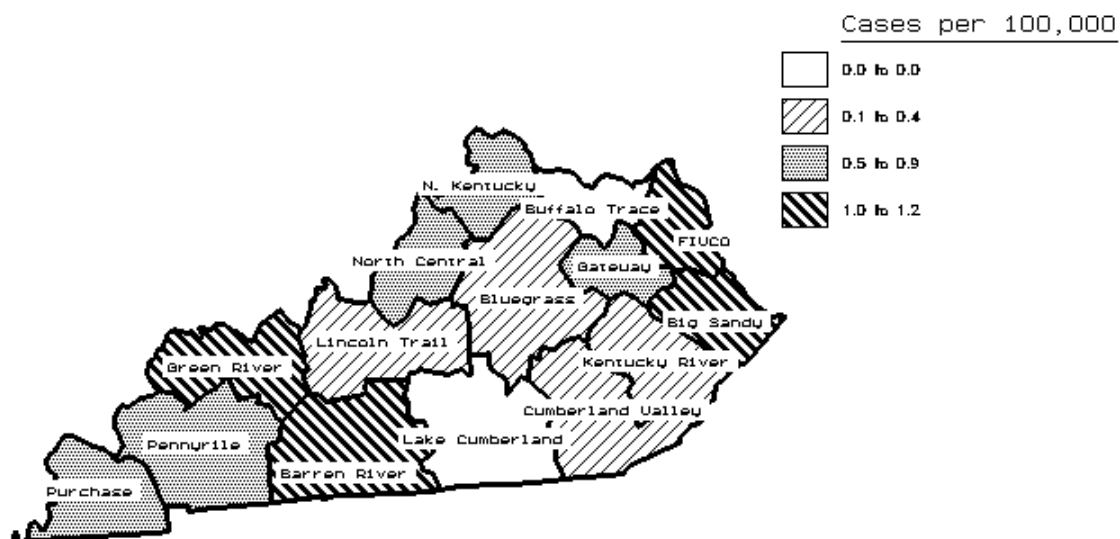 Cases per 100,000
0.0 to 0.0
0.1 to 0.4
0.5 to 0.9
1.0 to 1.2
N. Kentucky
Buffalo Trace
FIVCO
North Central
Gateway
Bluegrass
Big Sandy
Lincoln Trail
Kentucky River
Green River
Cumberland Valley
Lake Cumberland
Pennyrile
Barren River
Purchase